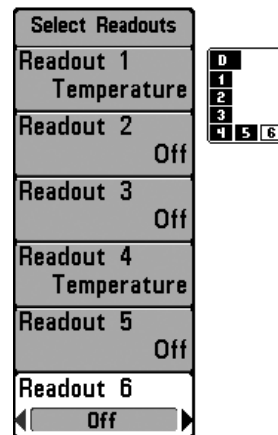 Select Readouts
Readout 1
Temperature
Readout 2
Off
Readout 3
Off
Readout 4
Temperature
Readout 5
Off
Readout 6
Off
D
1
2
3
4 5 6